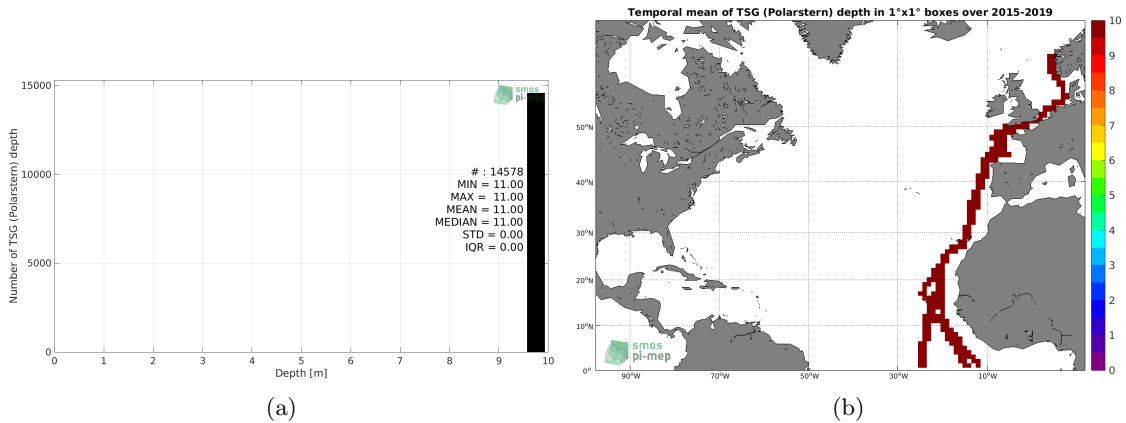 15000
10000
5000
0
Number of TSG (Polarstern) depth
smos
pi-mep
# : 14578
MIN = 11.00
MAX = 11.00
MEAN = 11.00
MEDIAN = 11.00
STD = 0.00
IQR = 0.00
0 1 2 3 4 5 6 7 8 9 10
Depth [m]
(a)
Temporal mean of TSG (Polarstern) depth in 1°x1° boxes over 2015-2019
50°N
40°N
30°N
20°N
10°N
0°
90°W 70°W 50°W 30°W 10°W
smos
pi-mep
10
9
8
7
6
5
4
3
2
1
0
(b)